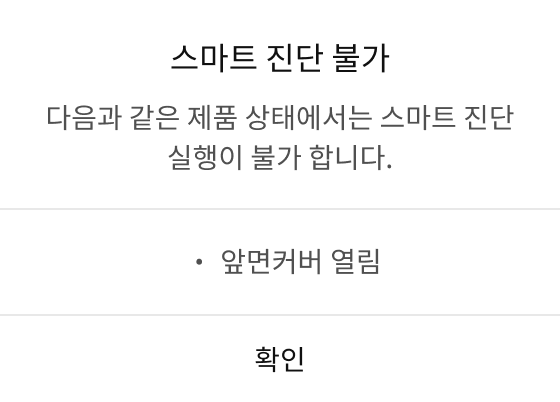 스마트 진단 불가
다음과 같은 제품 상태에서는 스마트 진단
실행이 불가 합니다.
• 앞면커버 열림
확인